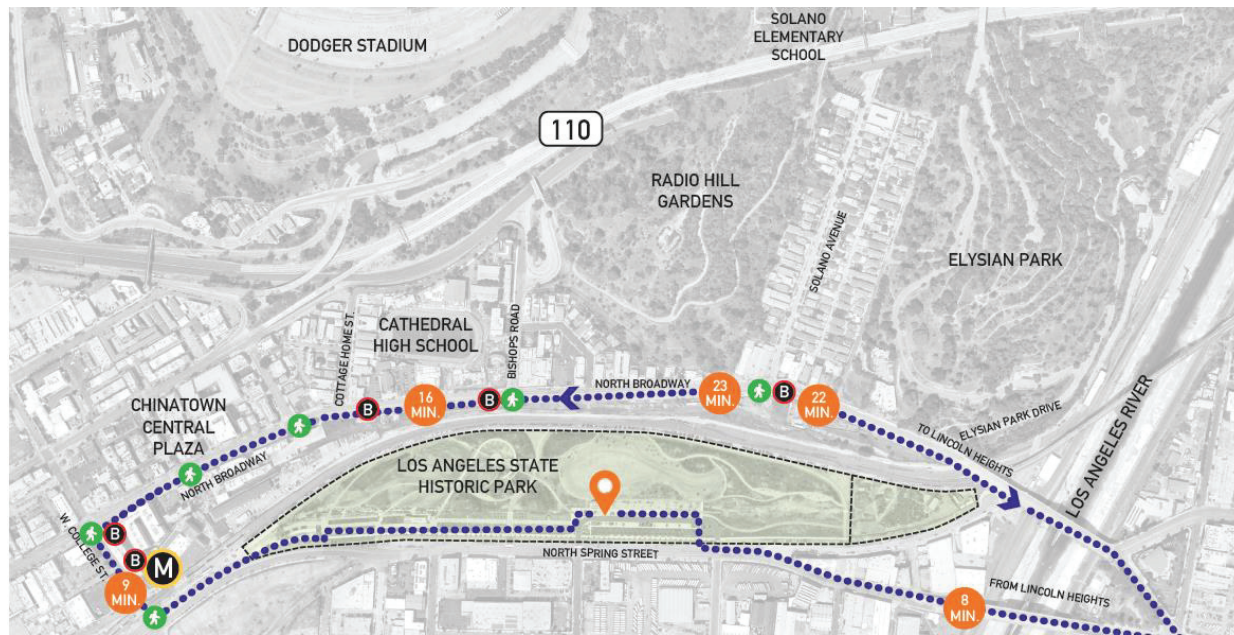 DODGER STADIUM
SOLANO
ELEMENTARY
SCHOOL
110
RADIO HILL
GARDENS
SOLANO AVENUE
ELYSIAN PARK
COTTAGE HOME ST.
CATHEDRAL
HIGH SCHOOL
BISHOPS ROAD
CHINATOWN
CENTRAL
PLAZA
B
16
MIN.
B
NORTH BROADWAY
23
MIN.
B
22
MIN.
TO LINCOLN HEIGHTS
ELYSIAN PARK DRIVE
LOS ANGELES RIVER
NORTH BROADWAY
LOS ANGELES STATE
HISTORIC PARK
W. COLLEGE ST.
B
B
M
9
MIN.
NORTH SPRING STREET
FROM LINCOLN HEIGHTS
8
MIN.